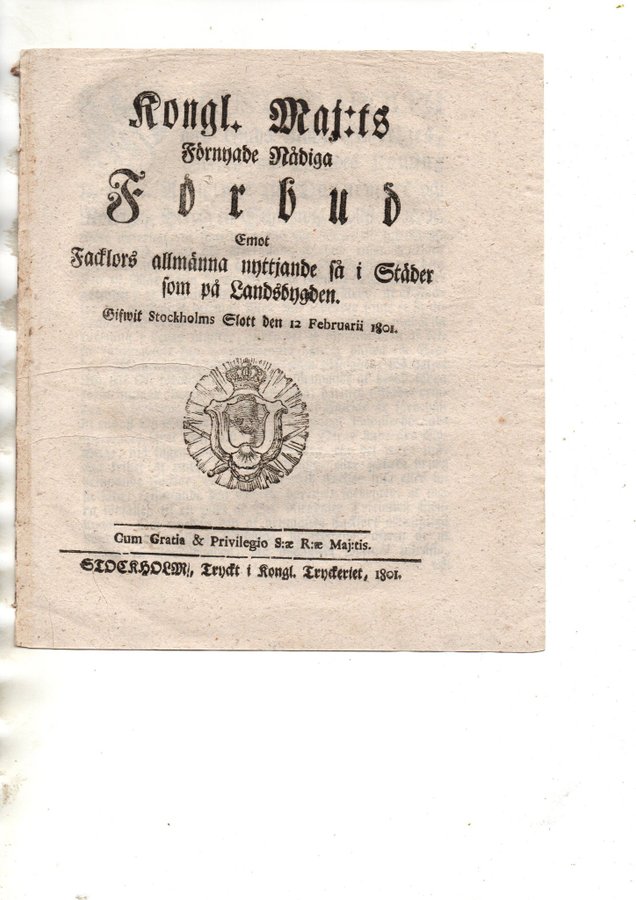 Kongl. Maj:ts
Förnyade Nådiga
Förbud
Emot
Facklors allmänna nyttjande så i Städer
som på Landsbygden.
Gifwit Stockholms Slott den 12 Februarii 1801.
Cum Gratia & Privilegio S:æ R:æ Maj:tis.
STOCKHOLM, Tryckt i Kongl. Tryckeriet, 1801.